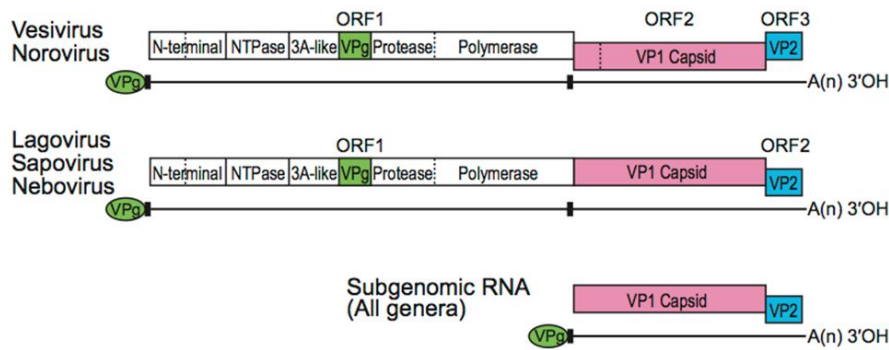 ORF1 ORF2 ORF3
Vesivirus
Norovirus
N-terminal NTPase 3A-like VPg Protease Polymerase VP1 Capsid VP2
VPg A(n) 3'OH
ORF1 ORF2
Lagovirus
Sapovirus
Nebovirus
N-terminal NTPase 3A-like VPg Protease Polymerase VP1 Capsid VP2
VPg A(n) 3'OH
Subgenomic RNA
(All genera)
VP1 Capsid VP2
VPg A(n) 3'OH